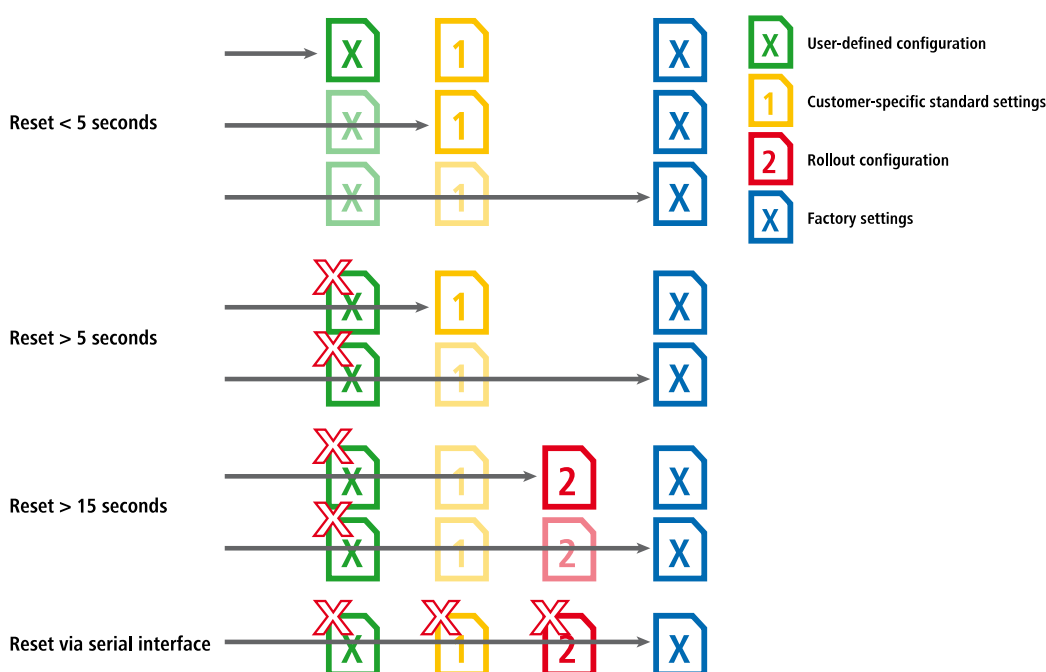 X 1 X X User-defined configuration
Reset < 5 seconds X 1 X 1 Customer-specific standard settings
X 1 X 2 Rollout configuration
X Factory settings
X X 1 X
Reset > 5 seconds
X X 1 X
X X 1 2 X
Reset > 15 seconds
X X 1 2 X
Reset via serial interface X X X 1 X 2 X